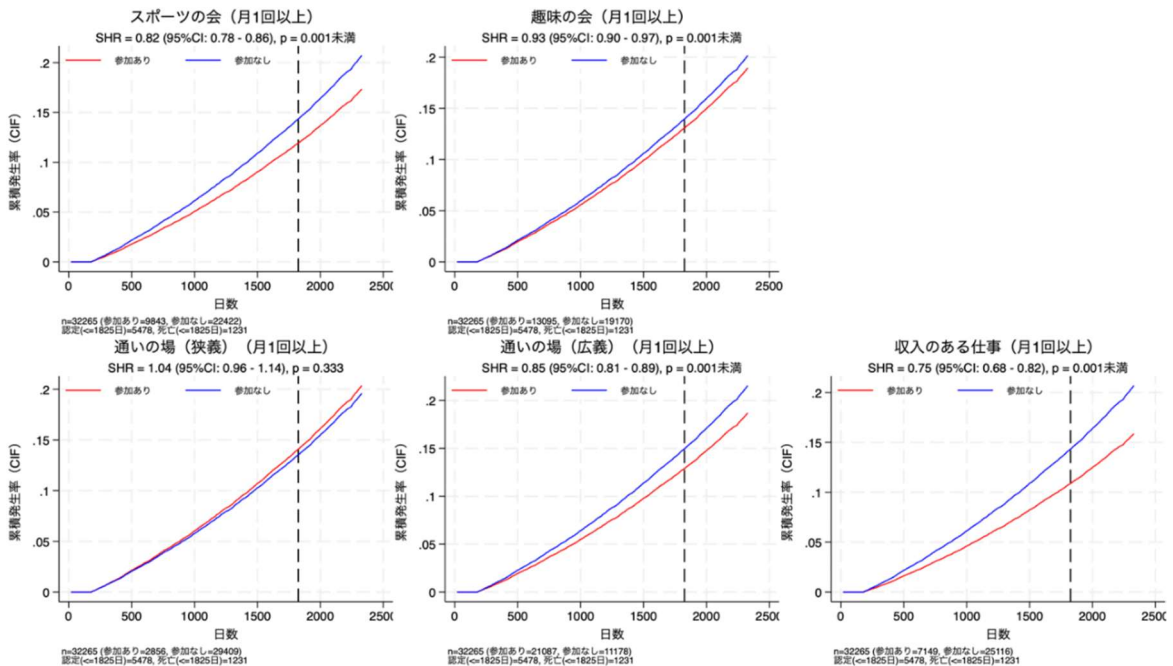 スポーツの会（月1回以上）
SHR = 0.82 (95%CI: 0.78 - 0.86), p = 0.001未満
参加あり 参加なし
累積発生率（CIF）
.2
.15
.1
.05
0
0 500 1000 1500 2000 2500
日数
n=32265 (参加あり=9843, 参加なし=22422)
認定(<=1825日)=5478, 死亡(<=1825日)=1231
趣味の会（月1回以上）
SHR = 0.93 (95%CI: 0.90 - 0.97), p = 0.001未満
参加あり 参加なし
累積発生率（CIF）
.2
.15
.1
.05
0
0 500 1000 1500 2000 2500
日数
n=32265 (参加あり=13095, 参加なし=19170)
認定(<=1825日)=5478, 死亡(<=1825日)=1231
通いの場（狭義）（月1回以上）
SHR = 1.04 (95%CI: 0.96 - 1.14), p = 0.333
参加あり 参加なし
累積発生率（CIF）
.2
.15
.1
.05
0
0 500 1000 1500 2000 2500
日数
n=32265 (参加あり=2856, 参加なし=29409)
認定(<=1825日)=5478, 死亡(<=1825日)=1231
通いの場（広義）（月1回以上）
SHR = 0.85 (95%CI: 0.81 - 0.89), p = 0.001未満
参加あり 参加なし
累積発生率（CIF）
.2
.15
.1
.05
0
0 500 1000 1500 2000 2500
日数
n=32265 (参加あり=21087, 参加なし=11178)
認定(<=1825日)=5478, 死亡(<=1825日)=1231
収入のある仕事（月1回以上）
SHR = 0.75 (95%CI: 0.68 - 0.82), p = 0.001未満
参加あり 参加なし
累積発生率（CIF）
.2
.15
.1
.05
0
0 500 1000 1500 2000 2500
日数
n=32265 (参加あり=7149, 参加なし=25116)
認定(<=1825日)=5478, 死亡(<=1825日)=1231